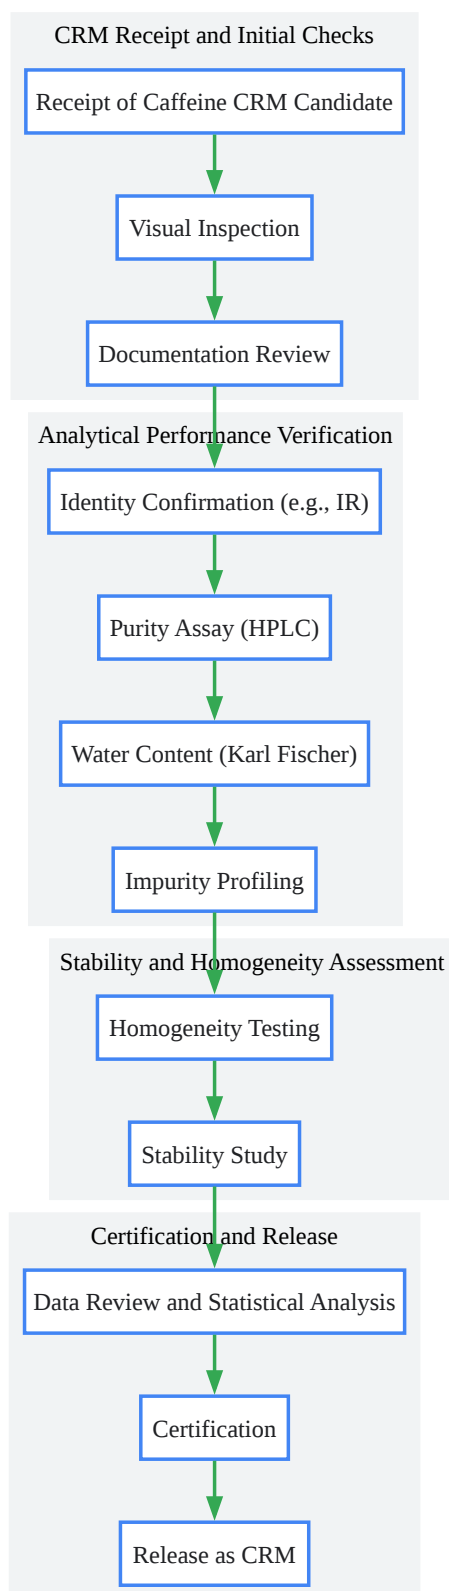 CRM Receipt and Initial Checks
Receipt of Caffeine CRM Candidate
Visual Inspection
Documentation Review
Analytical Performance Verification
Identity Confirmation (e.g., IR)
Purity Assay (HPLC)
Water Content (Karl Fischer)
Impurity Profiling
Stability and Homogeneity Assessment
Homogeneity Testing
Stability Study
Certification and Release
Data Review and Statistical Analysis
Certification
Release as CRM